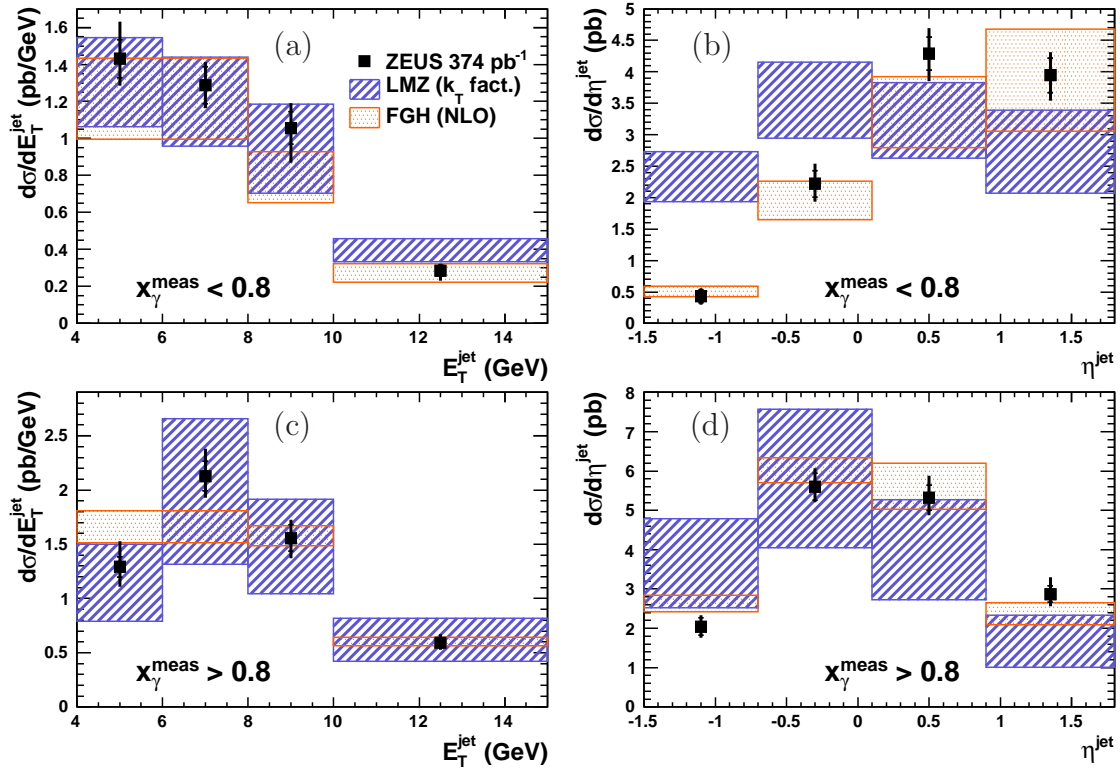 dσ/dE_T^jet (pb/GeV)
1.6
1.4
1.2
1
0.8
0.6
0.4
0.2
0
(a)
ZEUS 374 pb⁻¹
LMZ (k_T fact.)
FGH (NLO)
x_γ^meas < 0.8
4 6 8 10 12 14
E_T^jet (GeV)
dσ/dη^jet (pb)
5
4.5
4
3.5
3
2.5
2
1.5
1
0.5
0
(b)
x_γ^meas < 0.8
-1.5 -1 -0.5 0 0.5 1 1.5
η^jet
dσ/dE_T^jet (pb/GeV)
2.5
2
1.5
1
0.5
0
(c)
x_γ^meas > 0.8
4 6 8 10 12 14
E_T^jet (GeV)
dσ/dη^jet (pb)
8
7
6
5
4
3
2
1
0
(d)
x_γ^meas > 0.8
-1.5 -1 -0.5 0 0.5 1 1.5
η^jet